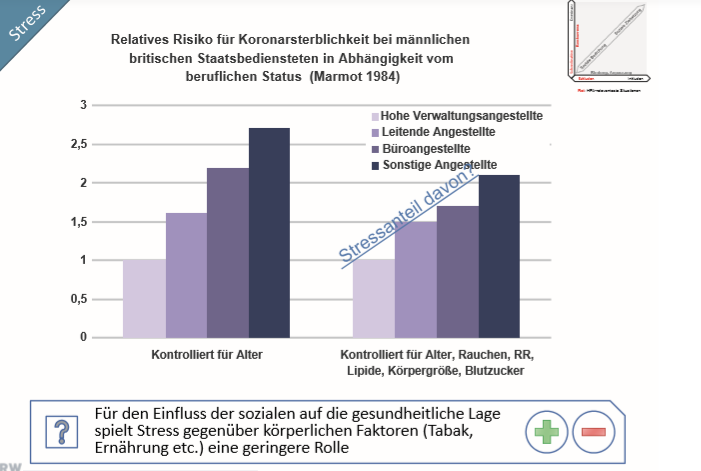 Stress
Relatives Risiko für Koronarsterblichkeit bei männlichen
britischen Staatsbediensteten in Abhängigkeit vom
beruflichen Status (Marmot 1984)
3
2,5
2
1,5
1
0,5
0
Hohe Verwaltungsangestellte
Leitende Angestellte
Büroangestellte
Sonstige Angestellte
Stressanteil davon?
Kontrolliert für Alter
Kontrolliert für Alter, Rauchen, RR,
Lipide, Körpergröße, Blutzucker
?
Für den Einfluss der sozialen auf die gesundheitliche Lage
spielt Stress gegenüber körperlichen Faktoren (Tabak,
Ernährung etc.) eine geringere Rolle
RW